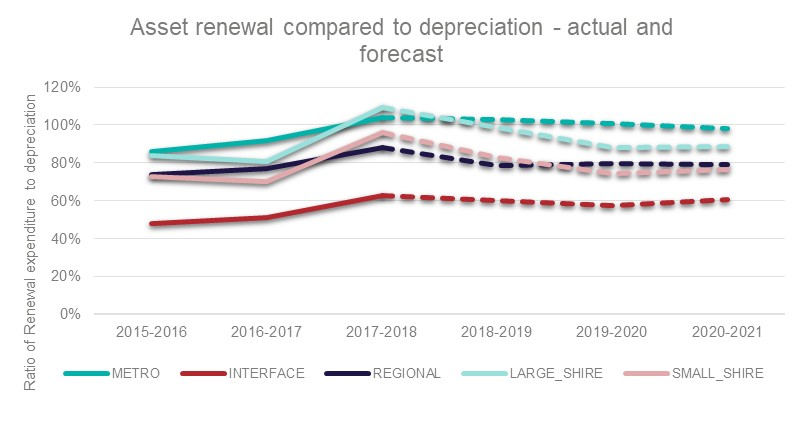 Asset renewal compared to depreciation - actual and
forecast
Ratio of Renewal expenditure to depreciation
120%
100%
80%
60%
40%
20%
0%
2015-2016 2016-2017 2017-2018 2018-2019 2019-2020 2020-2021
METRO INTERFACE REGIONAL LARGE_SHIRE SMALL_SHIRE